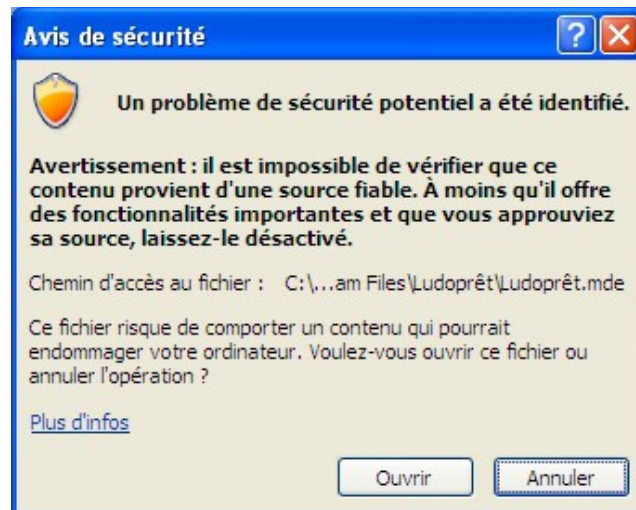 Avis de sécurité
Un problème de sécurité potentiel a été identifié.
Avertissement : il est impossible de vérifier que ce
contenu provient d'une source fiable. À moins qu'il offre
des fonctionnalités importantes et que vous approuviez
sa source, laissez-le désactivé.
Chemin d'accès au fichier : C:\...am Files\Ludoprêt\Ludoprêt.mde
Ce fichier risque de comporter un contenu qui pourrait
endommager votre ordinateur. Voulez-vous ouvrir ce fichier ou
annuler l'opération ?
Plus d'infos
Ouvrir Annuler